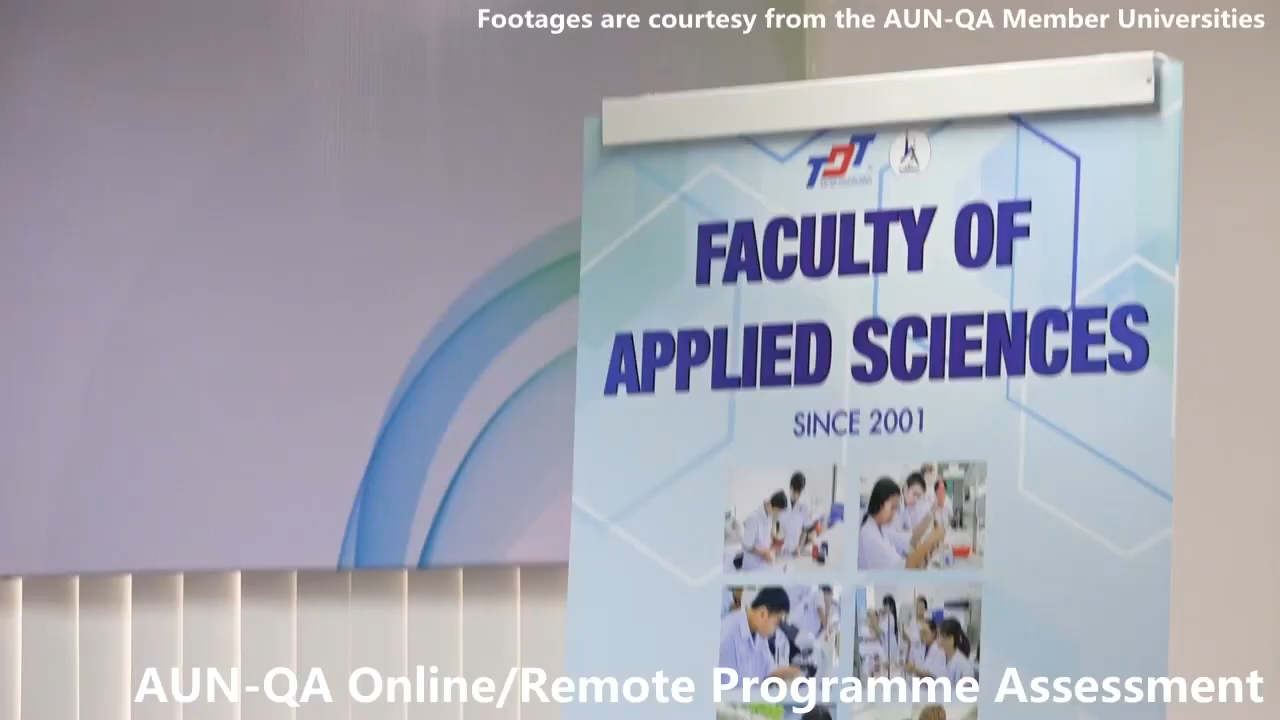 Footages are courtesy from the AUN-QA Member Universities
TDT
FACULTY OF
APPLIED SCIENCES
SINCE 2001
AUN-QA Online/Remote Programme Assessment